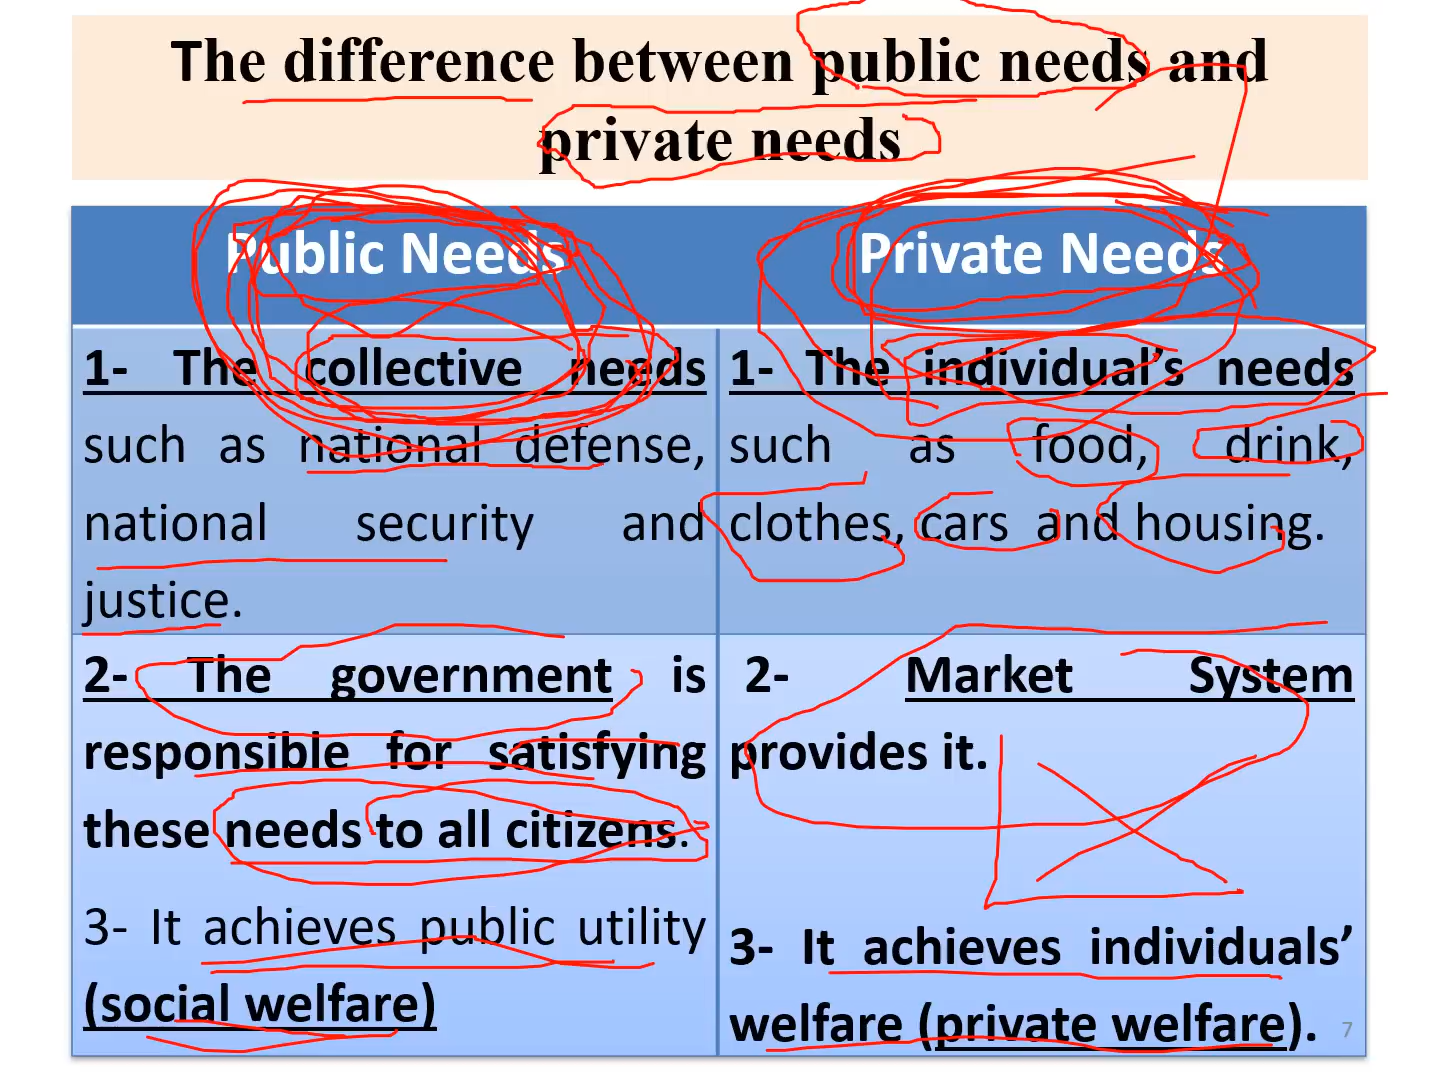 The difference between public needs and
private needs
Public Needs
Private Needs
1- The collective needs
such as national defense,
national security and
justice.
1- The individual's needs
such as food, drink,
clothes, cars and housing.
2- The government is
responsible for satisfying
these needs to all citizens.
3- It achieves public utility
(social welfare)
2- Market System
provides it.
3- It achieves individuals’
welfare (private welfare).
7